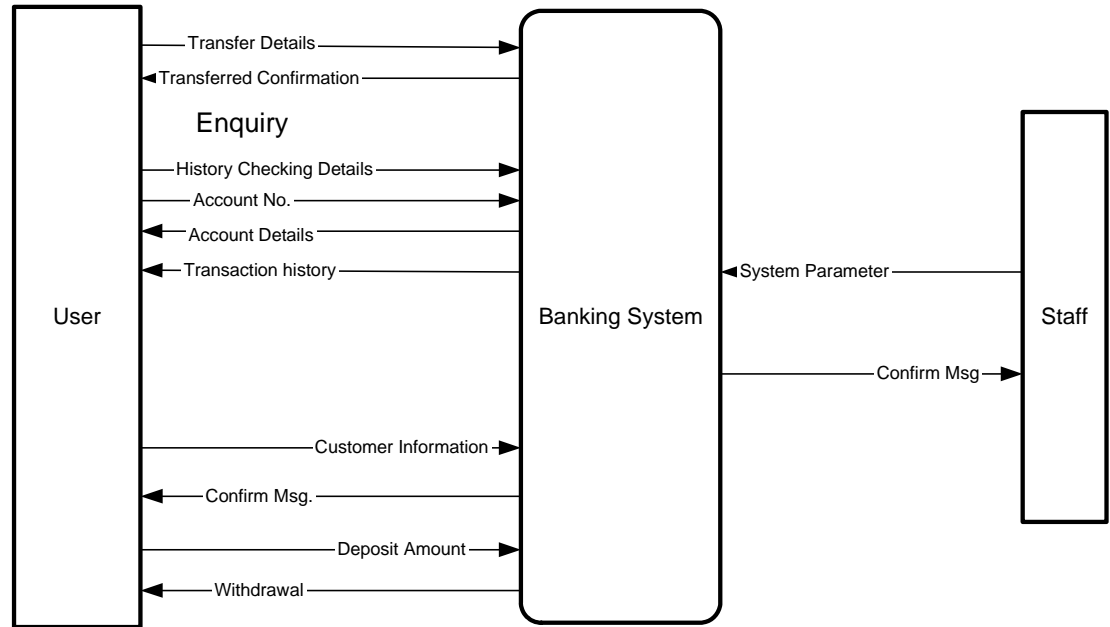 Transfer Details
Transferred Confirmation
Enquiry
History Checking Details
Account No.
Account Details
Transaction history
System Parameter
User
Banking System
Staff
Confirm Msg
Customer Information
Confirm Msg.
Deposit Amount
Withdrawal